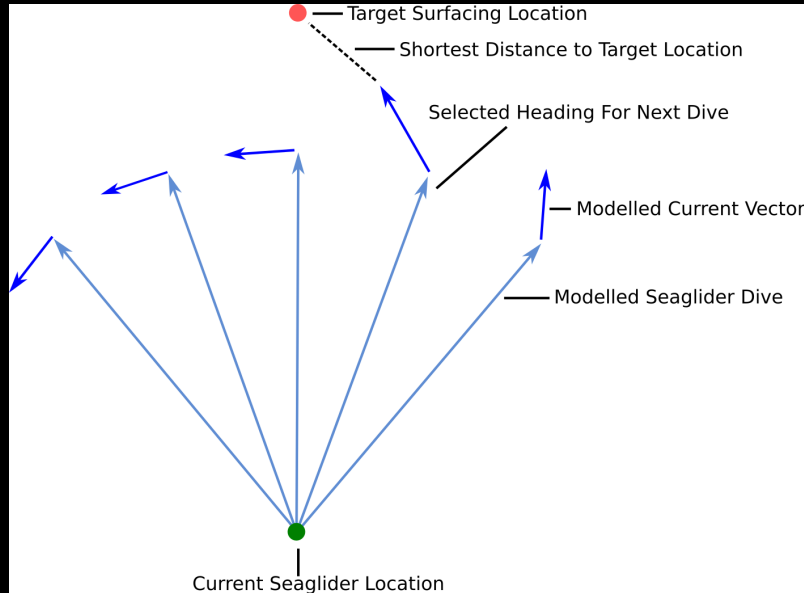 Target Surfacing Location
Shortest Distance to Target Location
Selected Heading For Next Dive
Modelled Current Vector
Modelled Seaglider Dive
Current Seaglider Location